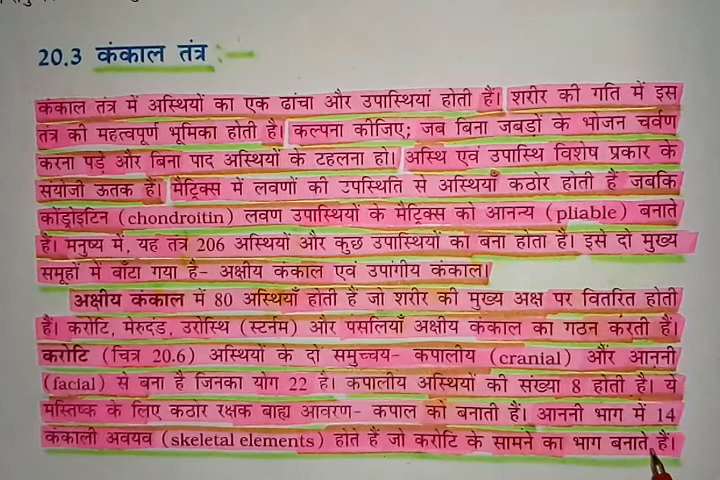 20.3 कंकाल तंत्र :-
कंकाल तंत्र में अस्थियों का एक ढांचा और उपास्थियां होती हैं। शरीर की गति में इस
तंत्र की महत्वपूर्ण भूमिका होती है। कल्पना कीजिए; जब बिना जबड़ों के भोजन चर्वण
करना पड़े और बिना पाद अस्थियों के टहलना हो। अस्थि एवं उपास्थि विशेष प्रकार के
संयोजी ऊतक हैं। मैट्रिक्स में लवणों की उपस्थिति से अस्थियाँ कठोर होती हैं जबकि
कोंड्रोइटिन (chondroitin) लवण उपास्थियों के मैट्रिक्स को आनन्य (pliable) बनाते
हैं। मनुष्य में, यह तंत्र 206 अस्थियों और कुछ उपास्थियों का बना होता है। इसे दो मुख्य
समूहों में बाँटा गया है- अक्षीय कंकाल एवं उपांगीय कंकाल।
अक्षीय कंकाल में 80 अस्थियाँ होती हैं जो शरीर की मुख्य अक्ष पर वितरित होती
हैं। करोटि, मेरुदंड, उरोस्थि (स्टर्नम) और पसलियाँ अक्षीय कंकाल का गठन करती हैं।
करोटि (चित्र 20.6) अस्थियों के दो समुच्चय- कपालीय (cranial) और आननी
(facial) से बना है जिनका योग 22 है। कपालीय अस्थियों की संख्या 8 होती है। ये
मस्तिष्क के लिए कठोर रक्षक बाह्य आवरण- कपाल को बनाती हैं। आननी भाग में 14
कंकाली अवयव (skeletal elements) होते हैं जो करोटि के सामने का भाग बनाते हैं।